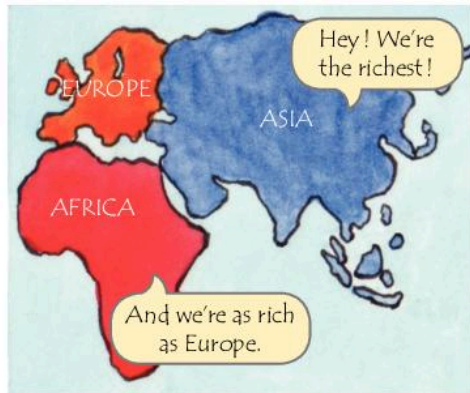 Hey! We're
the richest!
EUROPE
ASIA
AFRICA
And we're as rich
as Europe.